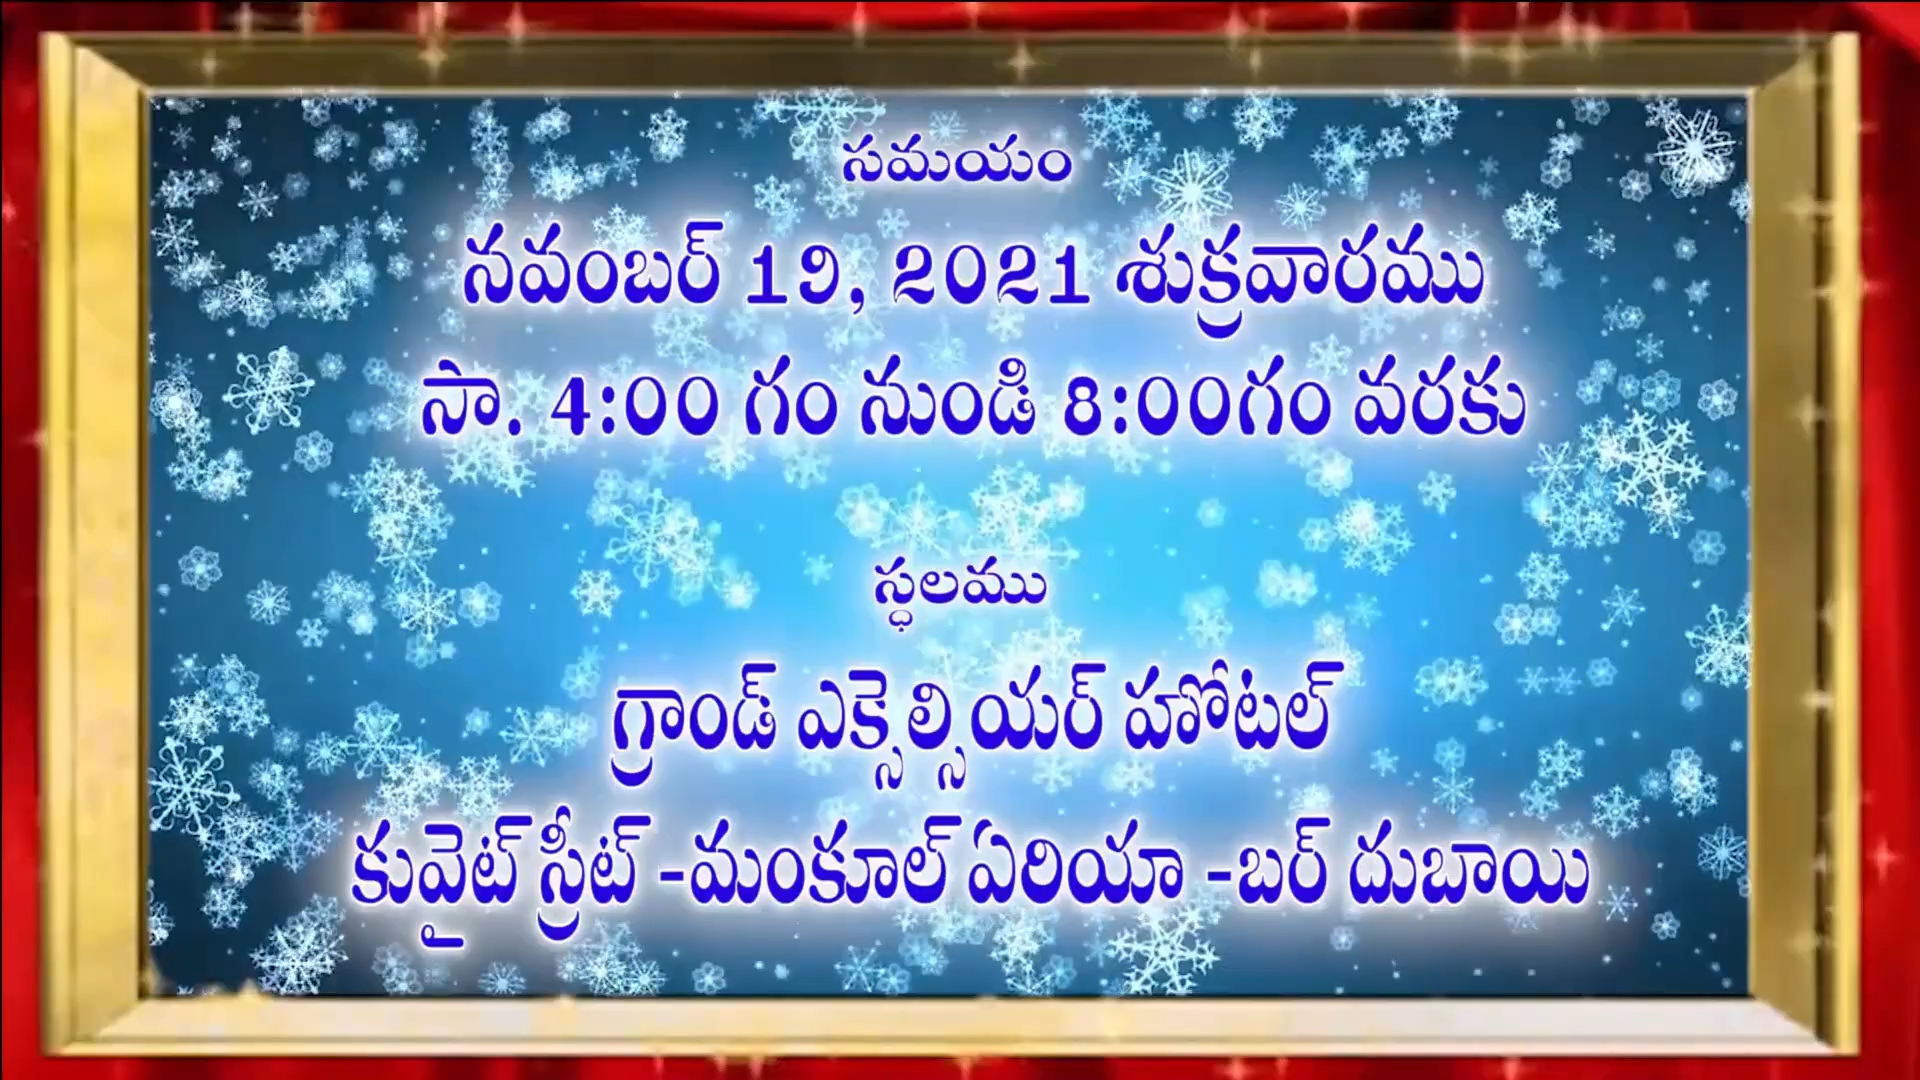 సమయం
నవంబర్ 19, 2021 శుక్రవారము
సా. 4:00 గం నుండి 8:00గం వరకు
స్థలము
గ్రాండ్ ఎక్సెల్సియర్ హోటల్
కువైట్ స్ట్రీట్ -మంకూల్ ఏరియా -బర్ దుబాయి